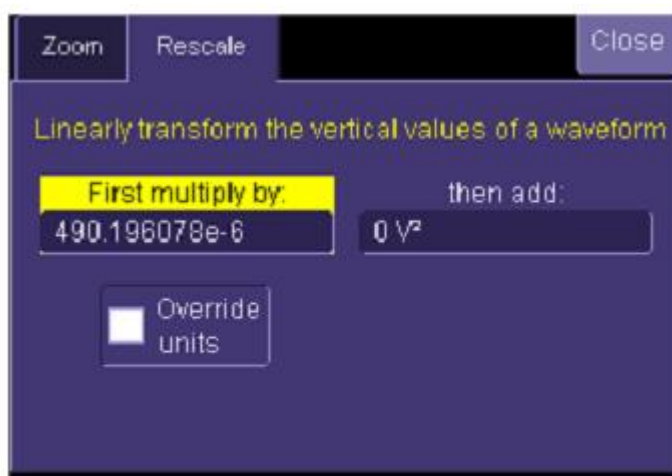 Zoom Rescale Close
Linearly transform the vertical values of a waveform
First multiply by: then add:
490.196078e-6 0 V²
Override
units